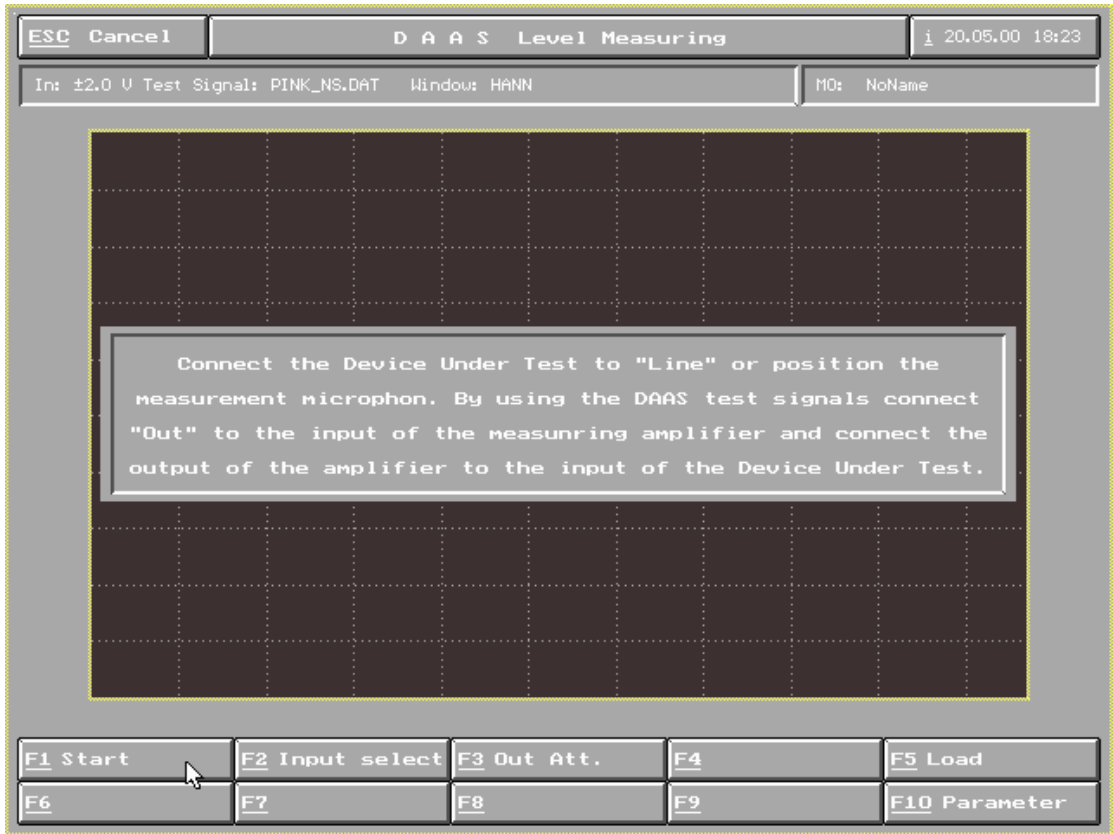 ESC Cancel
D A A S Level Measuring
i 20.05.00 18:23
In: ±2.0 V Test Signal: PINK_NS.DAT Window: HANN
MO: NoName
Connect the Device Under Test to "Line" or position the
measurement microphon. By using the DAAS test signals connect
"Out" to the input of the measunring amplifier and connect the
output of the amplifier to the input of the Device Under Test.
F1 Start
F2 Input select
F3 Out Att.
F4
F5 Load
F6
F7
F8
F9
F10 Parameter